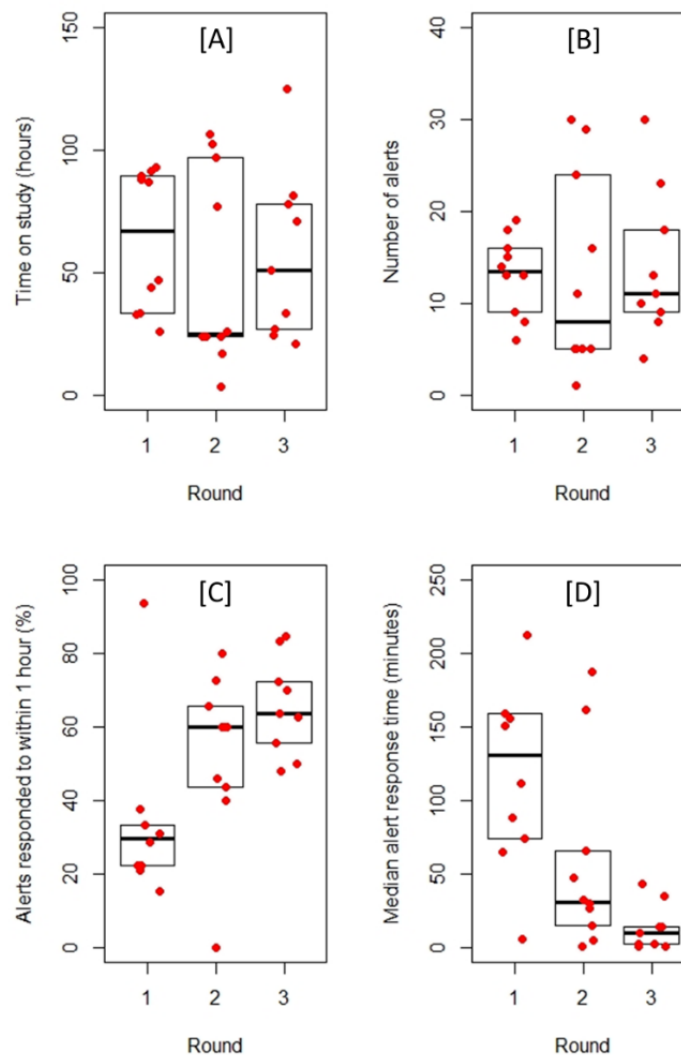 [A]
Time on study (hours)
150
100
50
0
1 2 3
Round
[B]
Number of alerts
40
30
20
10
0
1 2 3
Round
[C]
Alerts responded to within 1 hour (%)
100
80
60
40
20
0
1 2 3
Round
[D]
Median alert response time (minutes)
250
200
150
100
50
0
1 2 3
Round